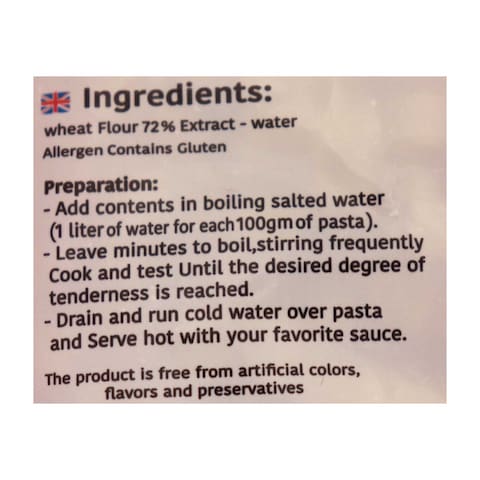 Ingredients:
wheat Flour 72% Extract - water
Allergen Contains Gluten
Preparation:
- Add contents in boiling salted water
(1 liter of water for each 100gm of pasta).
- Leave minutes to boil,stirring frequently
Cook and test Until the desired degree of
tenderness is reached.
- Drain and run cold water over pasta
and Serve hot with your favorite sauce.
The product is free from artificial colors,
flavors and preservatives